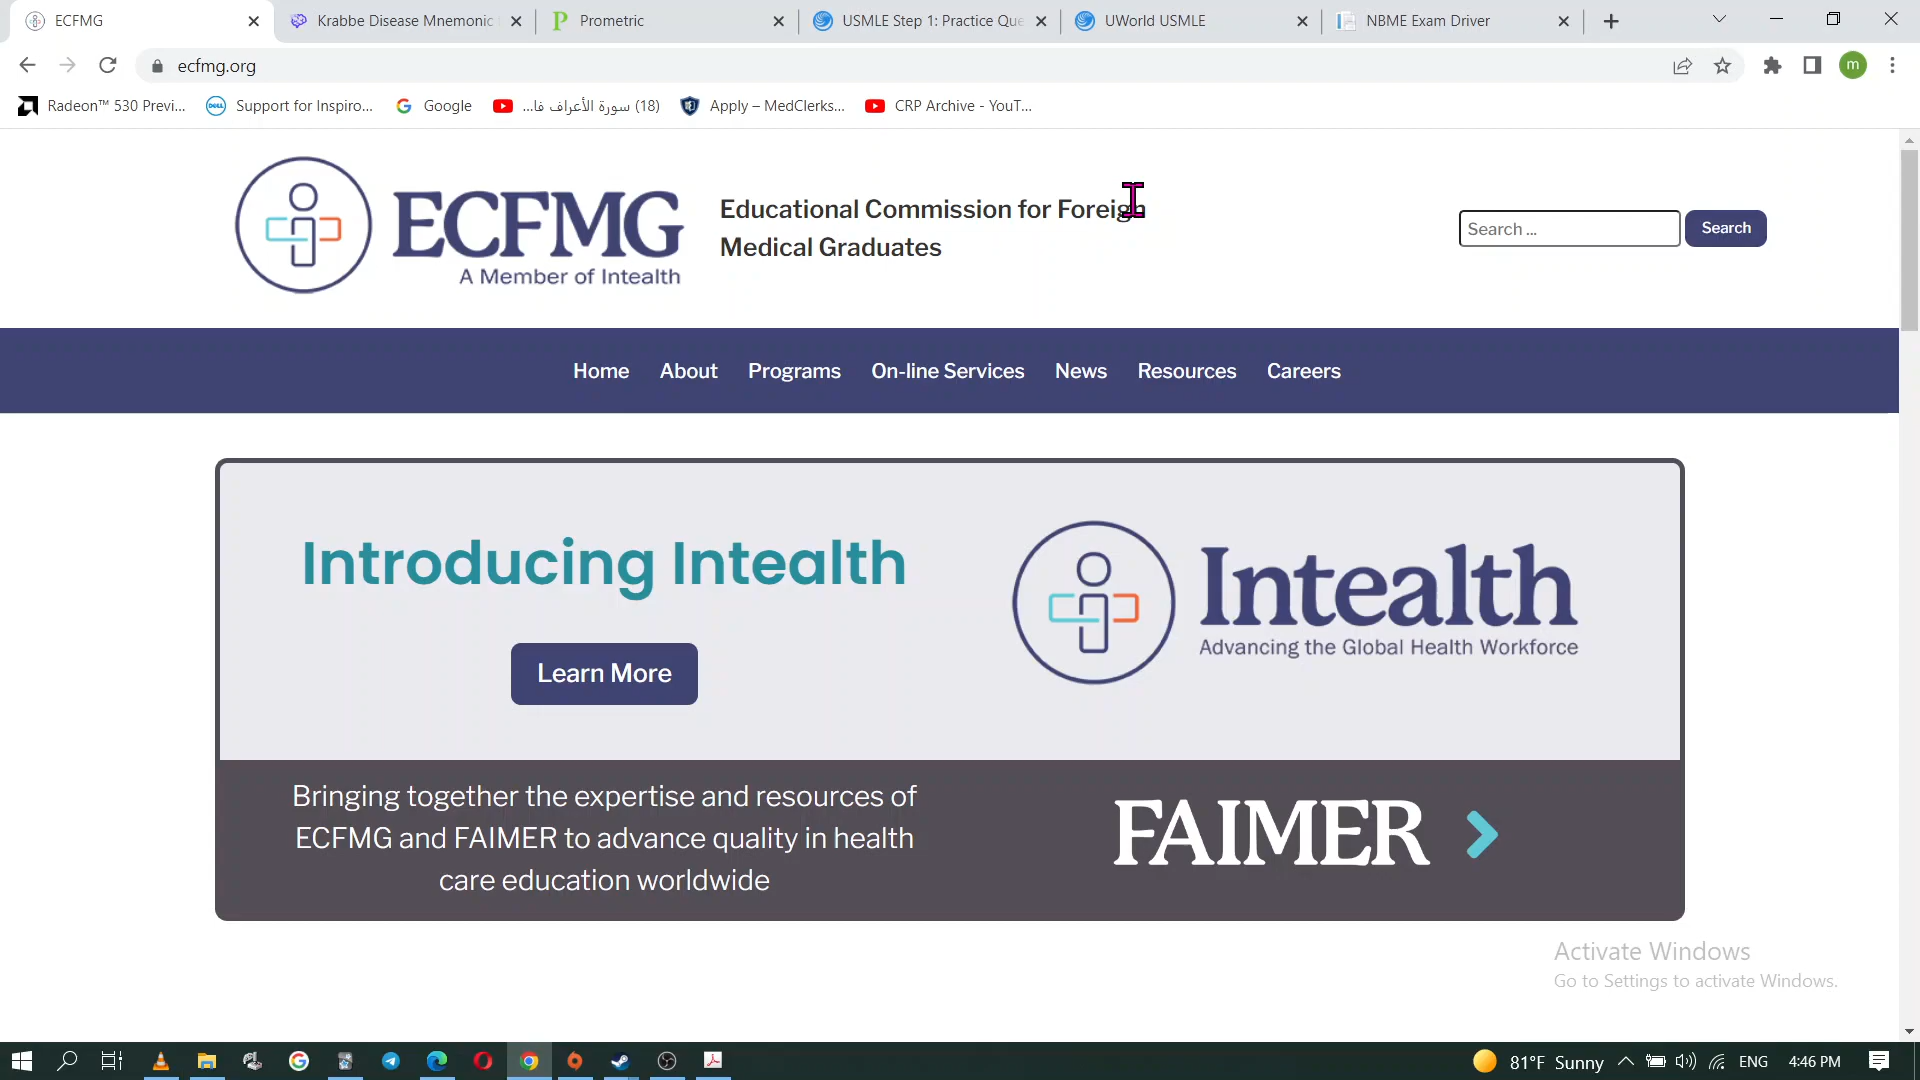 ECFMG
Krabbe Disease Mnemonic
Prometric
USMLE Step 1: Practice Que
UWorld USMLE
NBME Exam Driver
ecfmg.org
m
Radeon™ 530 Previ...
Support for Inspiro...
Google
(18) سورة الأعراف فا...
Apply – MedClerks...
CRP Archive - YouT...
ECFMG
A Member of Intealth
Educational Commission for Foreign
Medical Graduates
Search ...
Search
Home About Programs On-line Services News Resources Careers
Introducing Intealth
Learn More
Intealth
Advancing the Global Health Workforce
Bringing together the expertise and resources of
ECFMG and FAIMER to advance quality in health
care education worldwide
FAIMER
Activate Windows
Go to Settings to activate Windows.
81°F Sunny
ENG
4:46 PM